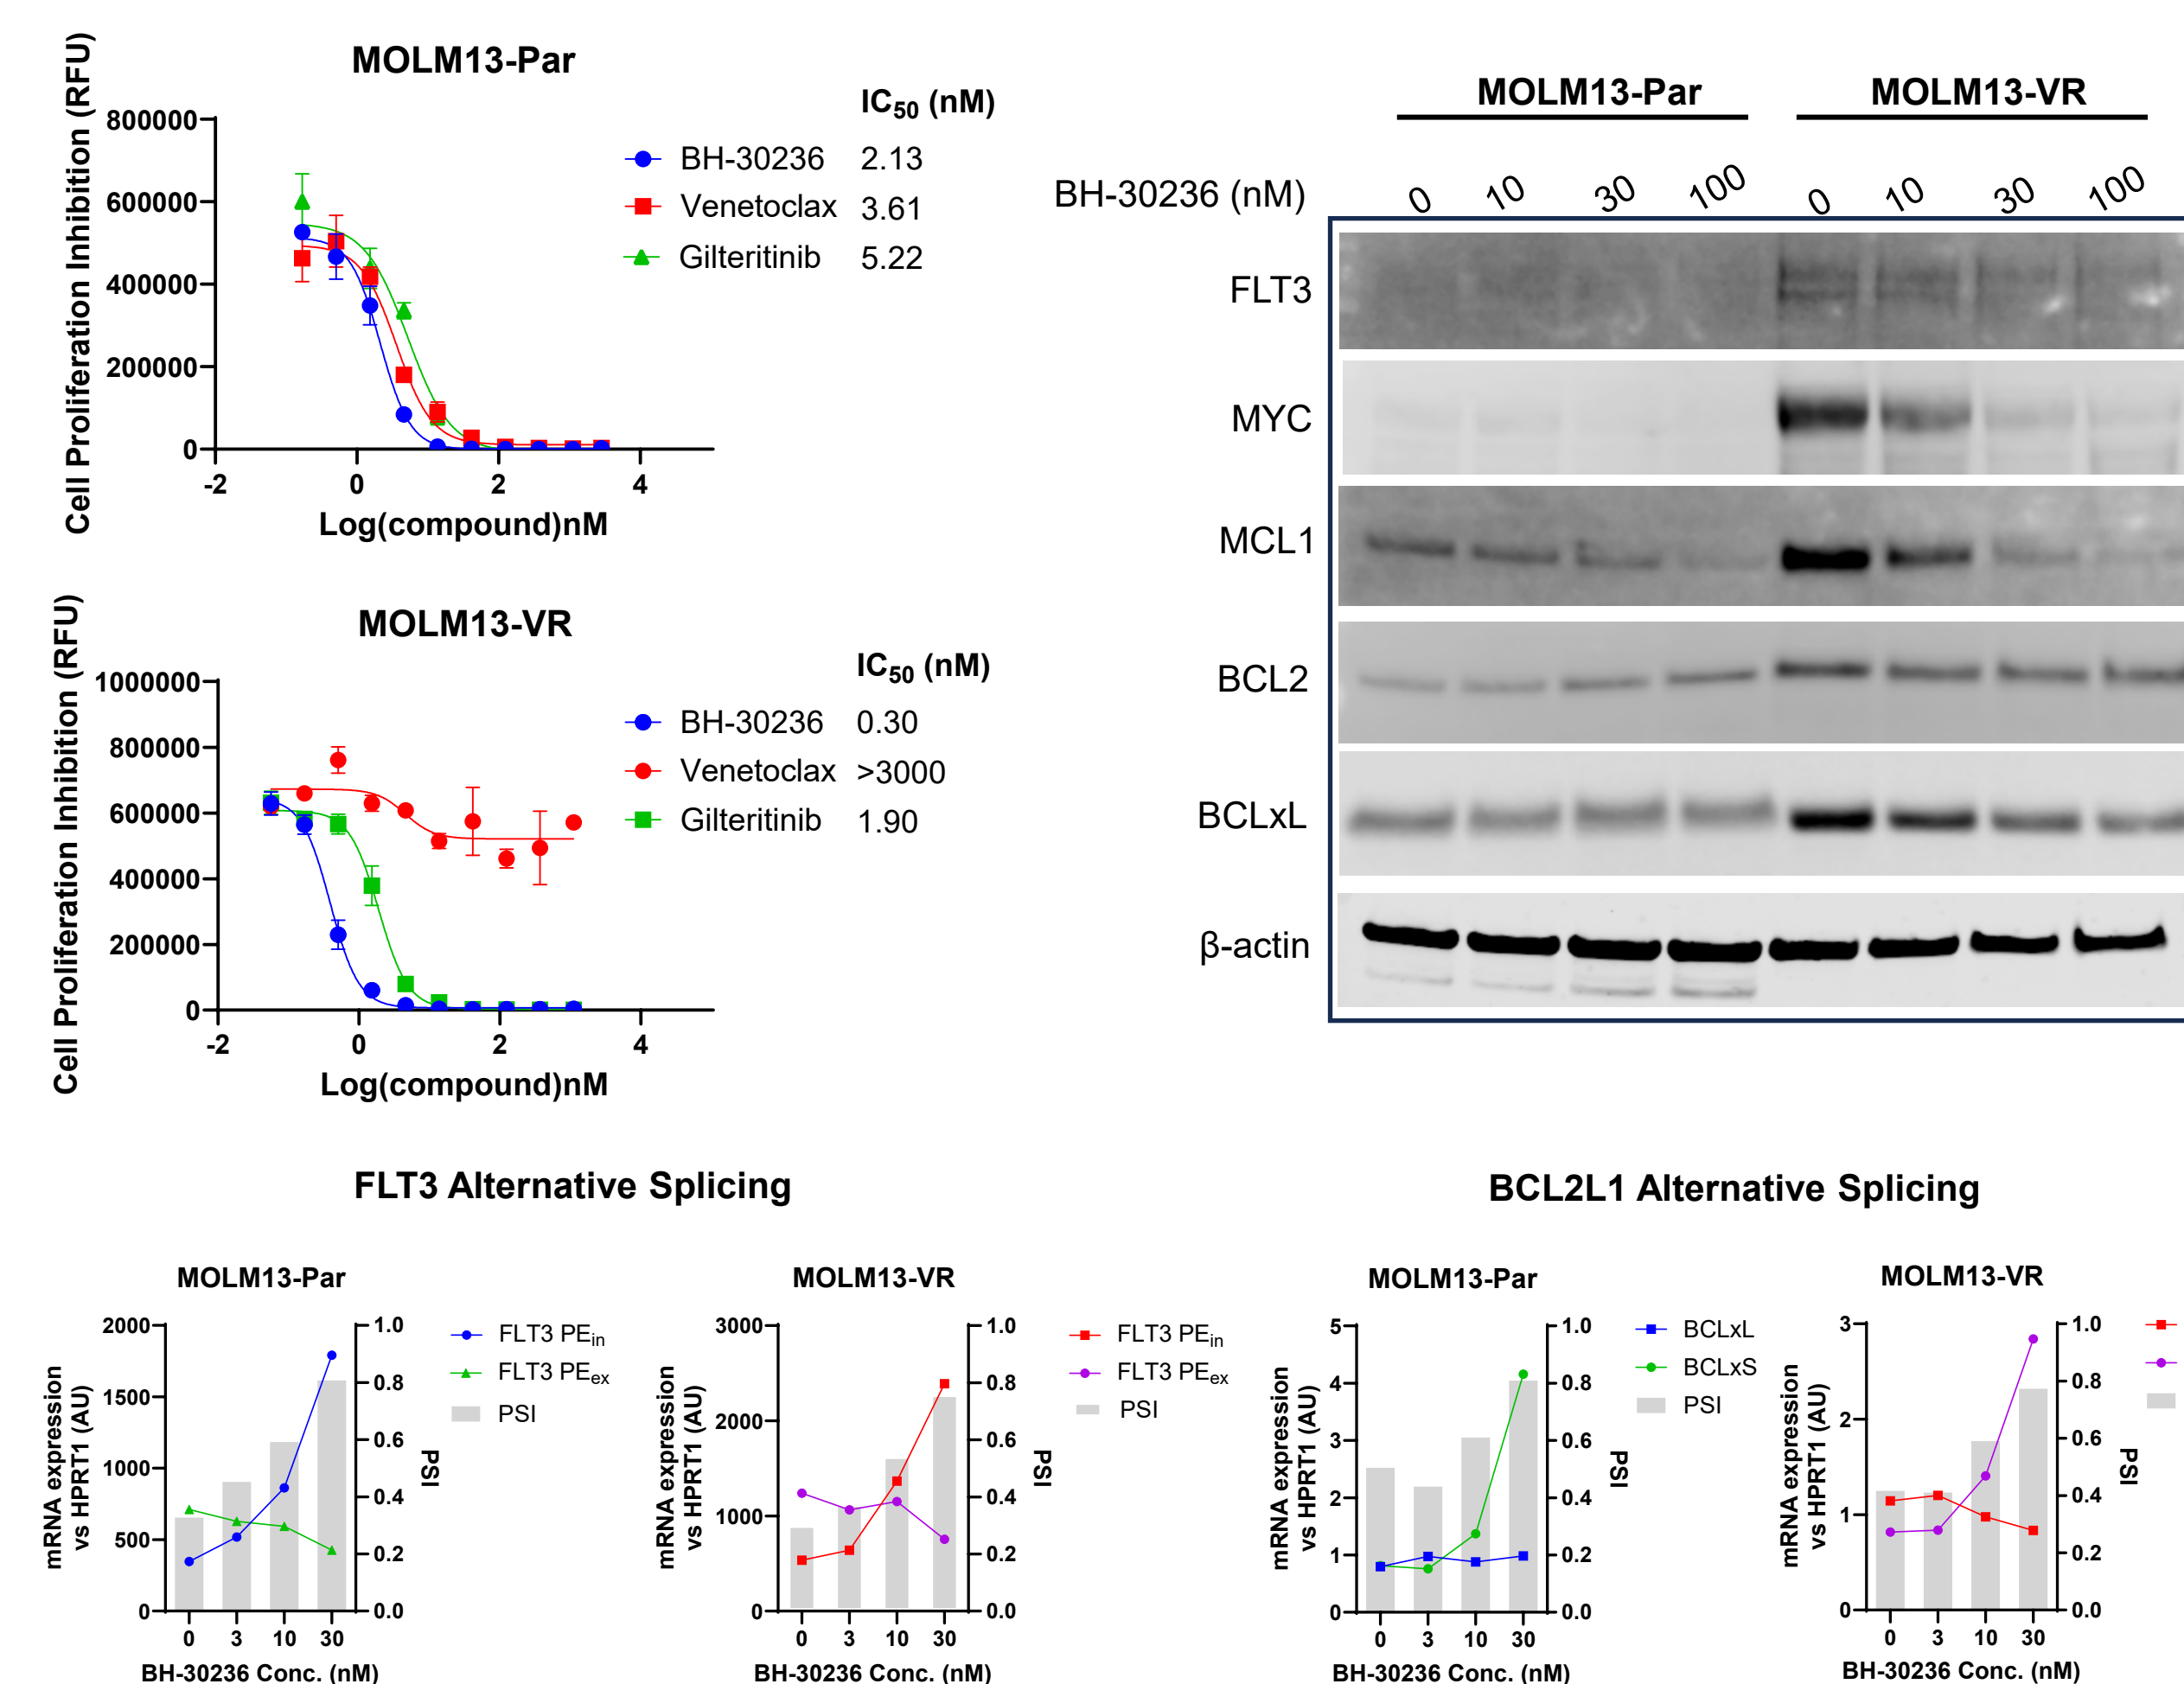 MOLM13-Par
Cell Proliferation Inhibition (RFU)
800000
600000
400000
200000
0
-2 0 2 4
Log(compound)nM
IC50 (nM)
BH-30236 2.13
Venetoclax 3.61
Gilteritinib 5.22
MOLM13-VR
Cell Proliferation Inhibition (RFU)
1000000
800000
600000
400000
200000
0
-2 0 2 4
Log(compound)nM
IC50 (nM)
BH-30236 0.30
Venetoclax >3000
Gilteritinib 1.90
MOLM13-Par MOLM13-VR
BH-30236 (nM) 0 10 30 100 0 10 30 100
FLT3
MYC
MCL1
BCL2
BCLxL
β-actin
FLT3 Alternative Splicing
MOLM13-Par
mRNA expression
vs HPRT1 (AU)
2000
1500
1000
500
0
1.0
0.8
0.6
0.4
0.2
0.0
PSI
0 3 10 30
BH-30236 Conc. (nM)
FLT3 PEin
FLT3 PEex
PSI
MOLM13-VR
mRNA expression
vs HPRT1 (AU)
3000
2000
1000
0
1.0
0.8
0.6
0.4
0.2
0.0
PSI
0 3 10 30
BH-30236 Conc. (nM)
FLT3 PEin
FLT3 PEex
PSI
BCL2L1 Alternative Splicing
MOLM13-Par
mRNA expression
vs HPRT1 (AU)
5
4
3
2
1
0
1.0
0.8
0.6
0.4
0.2
0.0
PSI
0 3 10 30
BH-30236 Conc. (nM)
BCLxL
BCLxS
PSI
MOLM13-VR
mRNA expression
vs HPRT1 (AU)
3
2
1
0
1.0
0.8
0.6
0.4
0.2
0.0
PSI
0 3 10 30
BH-30236 Conc. (nM)